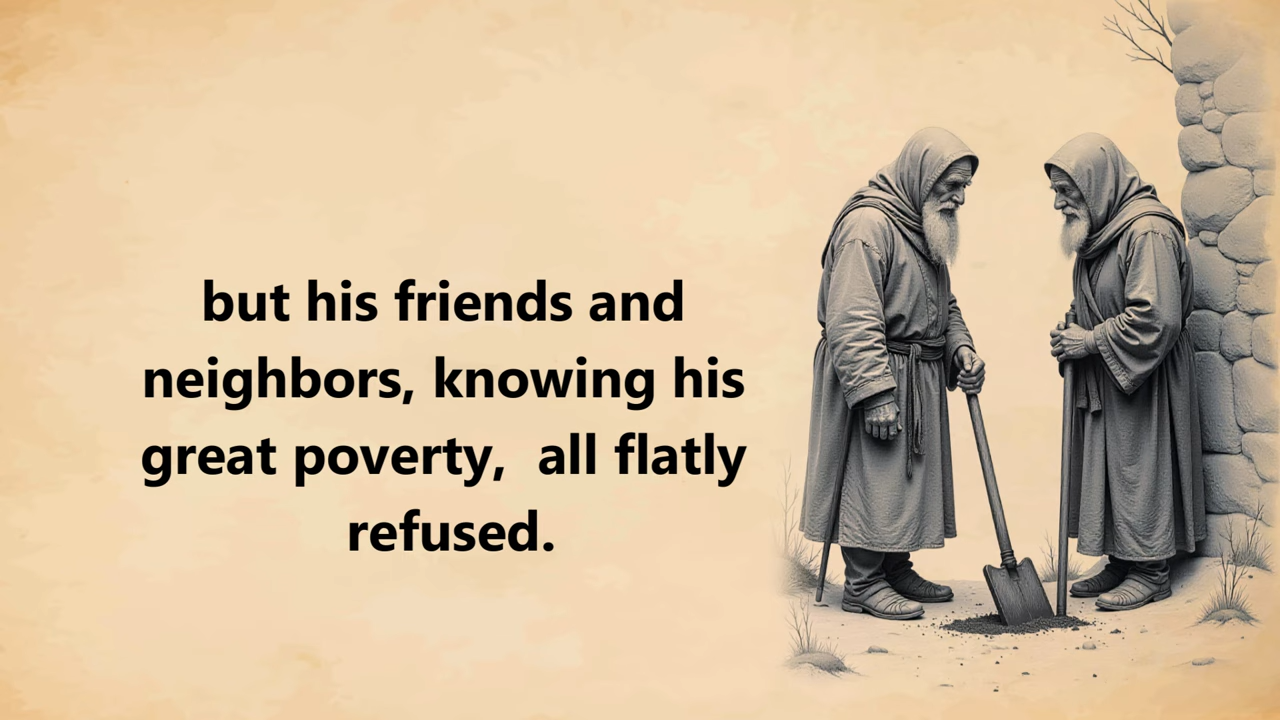 but his friends and
neighbors, knowing his
great poverty,  all flatly
refused.